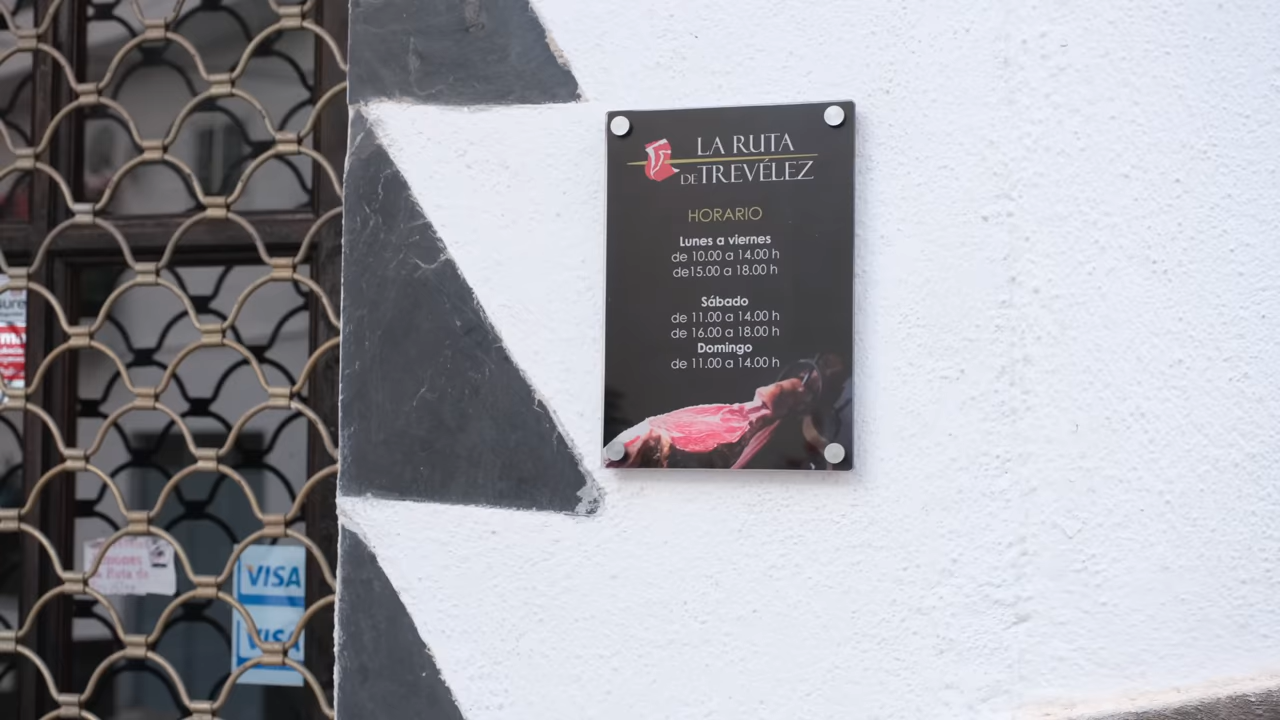 LA RUTA
DE TREVÉLEZ
HORARIO
Lunes a viernes
de 10.00 a 14.00 h
de15.00 a 18.00 h
Sábado
de 11.00 a 14.00 h
de 16.00 a 18.00 h
Domingo
de 11.00 a 14.00 h
VISA
VISA